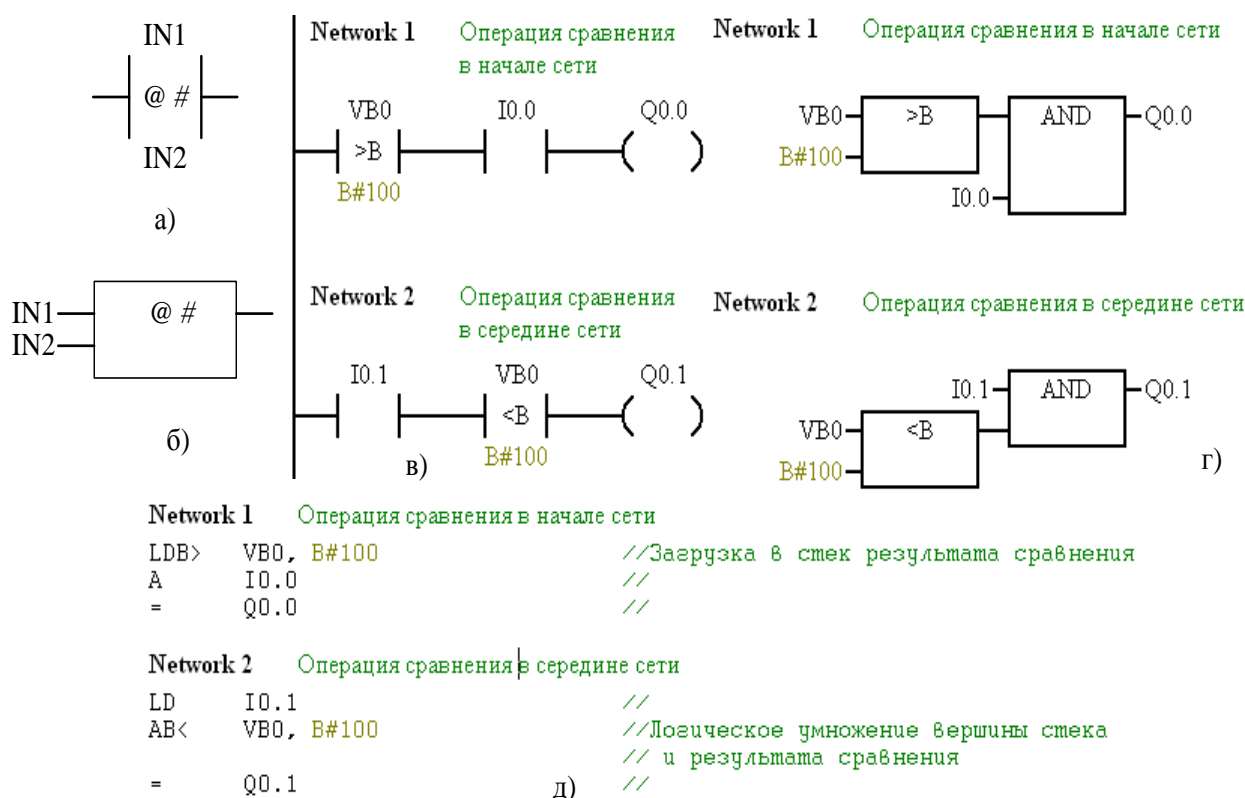 IN1
@ #
IN2
а)
IN1
IN2
@ #
б)
Network 1 Операция сравнения
в начале сети
VB0 I0.0 Q0.0
>B
B#100
Network 2 Операция сравнения
в середине сети
I0.1 VB0 Q0.1
<B
B#100
в)
Network 1 Операция сравнения в начале сети
VB0 >B AND Q0.0
B#100
I0.0
Network 2 Операция сравнения в середине сети
I0.1 AND Q0.1
VB0 <B
B#100
г)
Network 1 Операция сравнения в начале сети
LDB> VB0, B#100 //Загрузка в стек результата сравнения
A I0.0 //
= Q0.0 //
Network 2 Операция сравнения в середине сети
LD I0.1 //
AB< VB0, B#100 //Логическое умножение вершины стека
// и результата сравнения
= Q0.1 //
д)